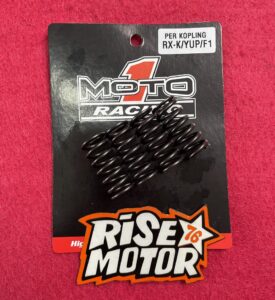 PER KOPLING
RX-K/YUP/F1
1
MOTO
RACING
RiSE
76
MOTOR